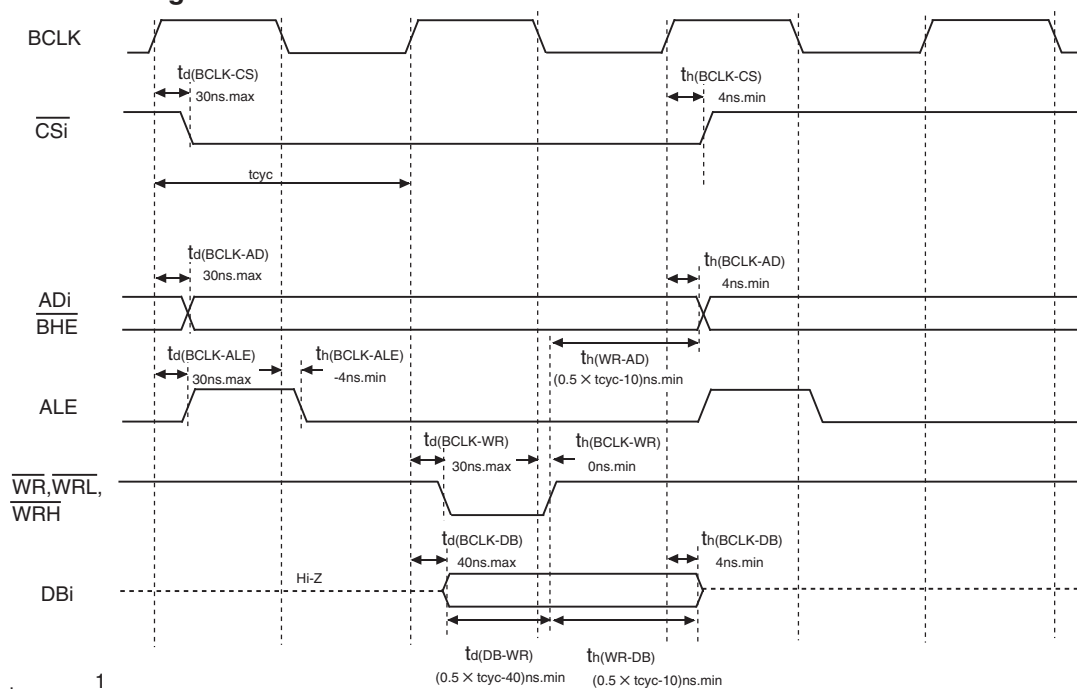 BCLK
td(BCLK-CS)
30ns.max
th(BCLK-CS)
4ns.min
CSi
tcyc
td(BCLK-AD)
30ns.max
th(BCLK-AD)
4ns.min
ADi
BHE
td(BCLK-ALE)
30ns.max
th(BCLK-ALE)
-4ns.min
th(WR-AD)
(0.5 × tcyc-10)ns.min
ALE
td(BCLK-WR)
30ns.max
th(BCLK-WR)
0ns.min
WR,WRL,
WRH
td(BCLK-DB)
40ns.max
th(BCLK-DB)
4ns.min
Hi-Z
DBi
td(DB-WR)
(0.5 × tcyc-40)ns.min
th(WR-DB)
(0.5 × tcyc-10)ns.min
1